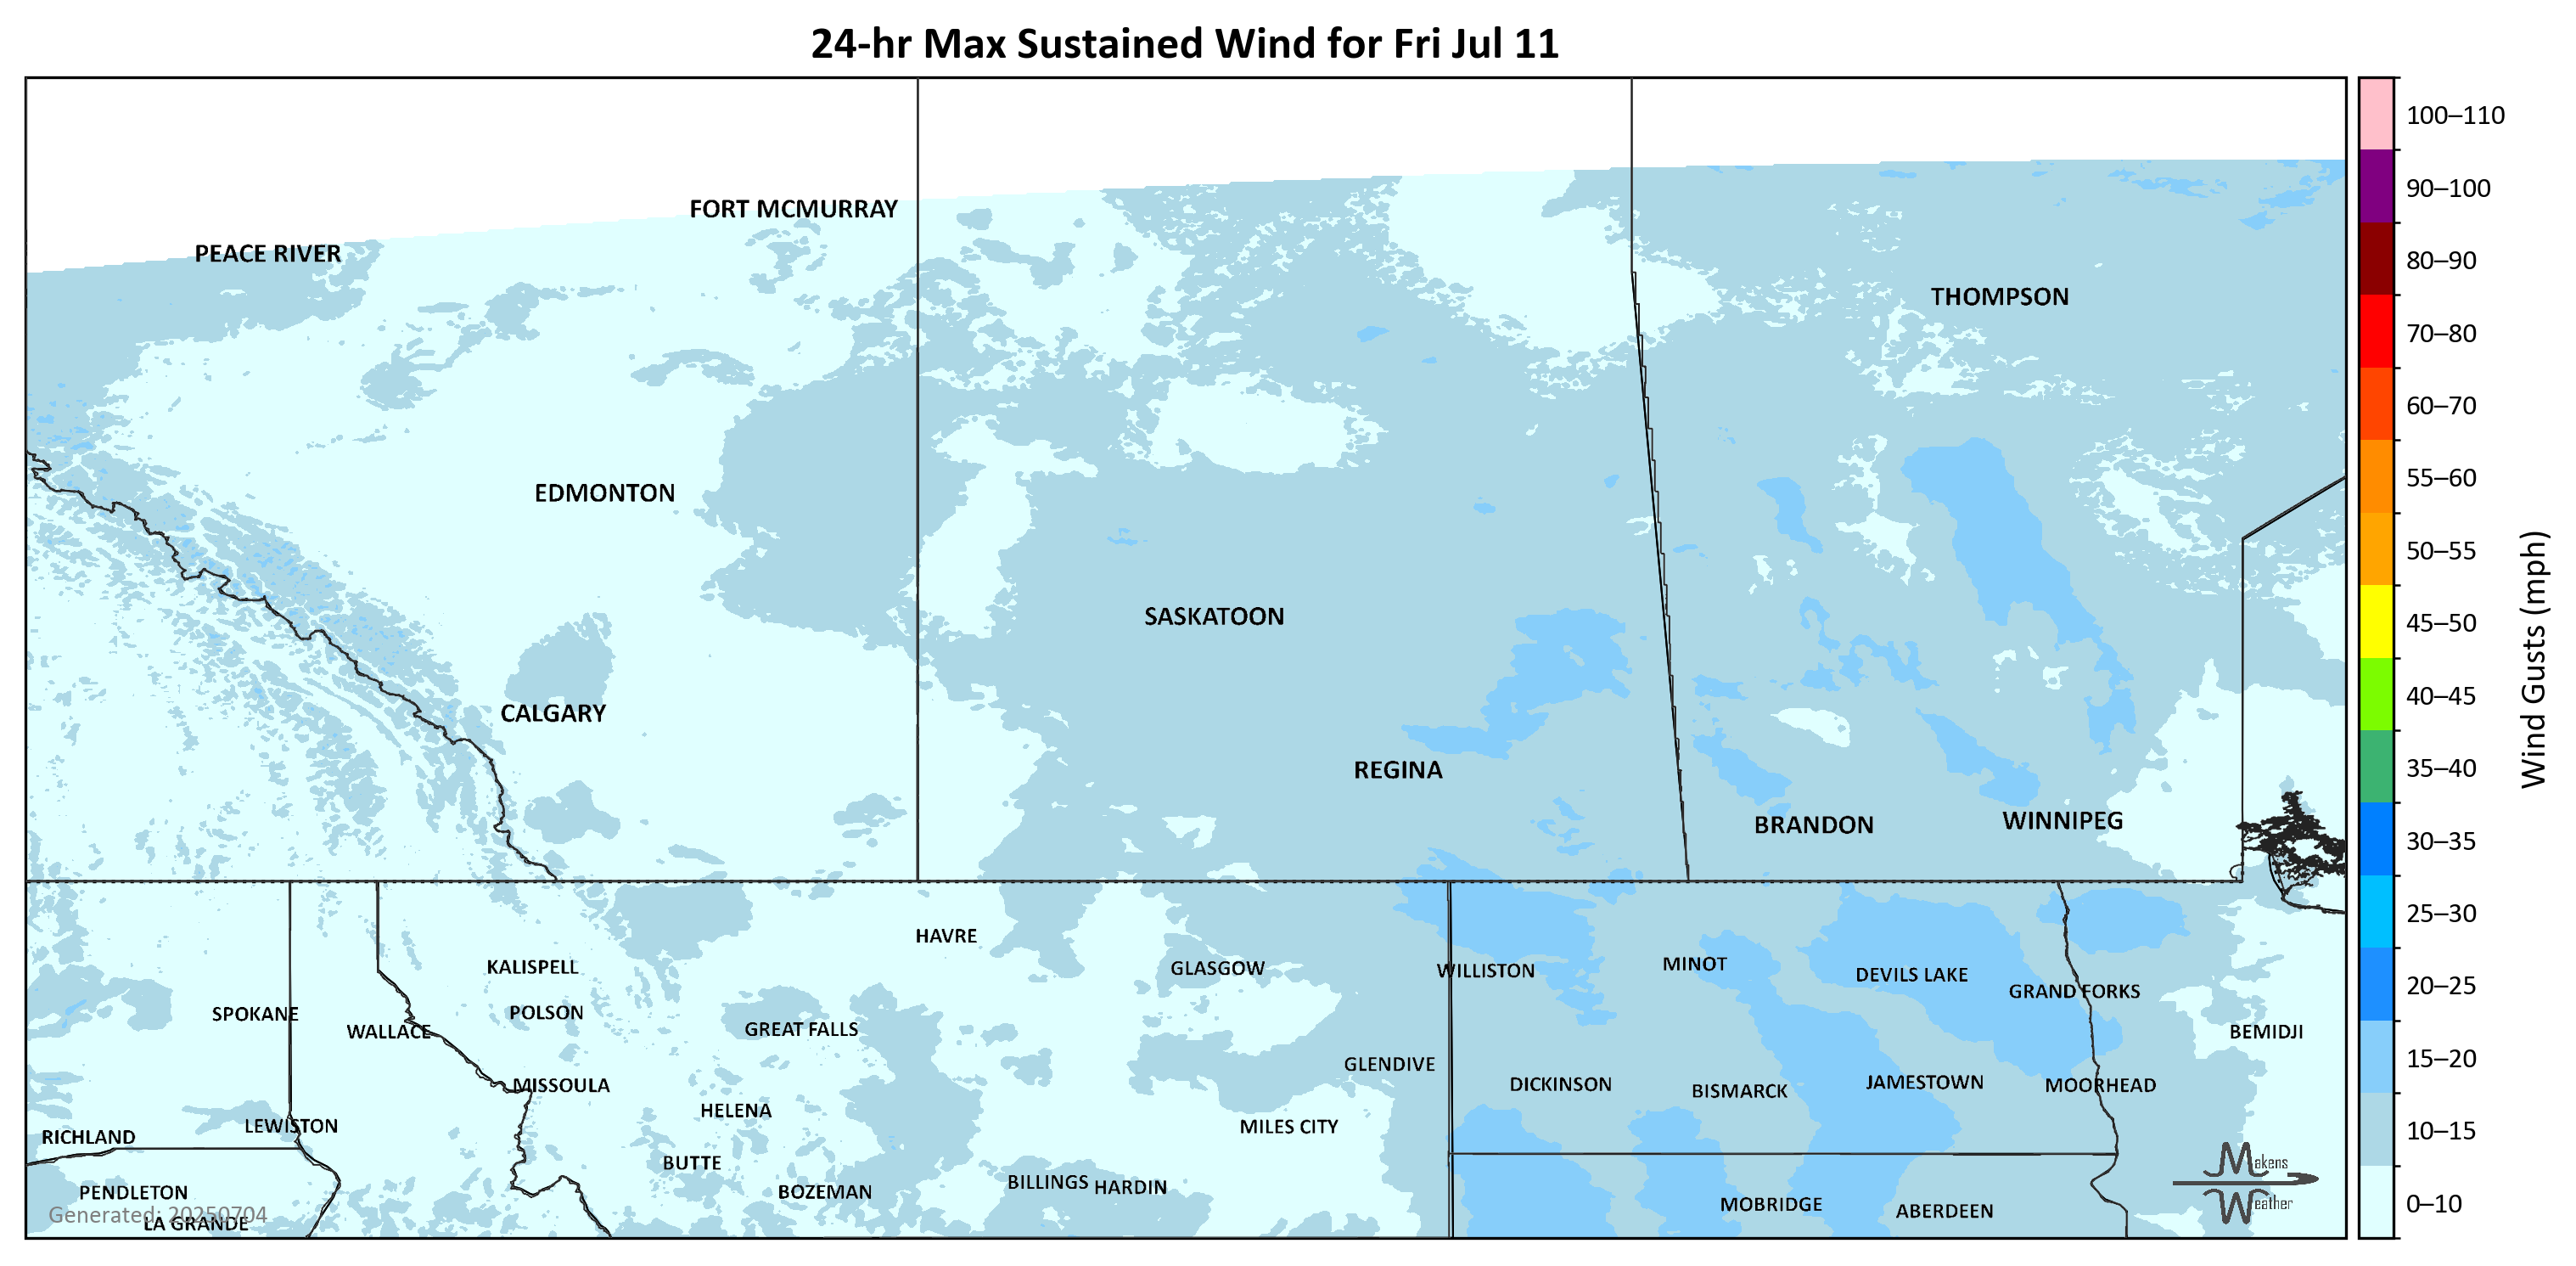 24-hr Max Sustained Wind for Fri Jul 11
100–110
90–100
80–90
70–80
60–70
55–60
50–55
45–50
40–45
35–40
30–35
25–30
20–25
15–20
10–15
0–10
Wind Gusts (mph)
FORT MCMURRAY
PEACE RIVER
THOMPSON
EDMONTON
SASKATOON
CALGARY
REGINA
BRANDON
WINNIPEG
HAVRE
KALISPELL
GLASGOW
WILLISTON
MINOT
DEVILS LAKE
GRAND FORKS
SPOKANE
POLSON
WALLACE
GREAT FALLS
BEMIDJI
GLENDIVE
MISSOULA
DICKINSON
BISMARCK
JAMESTOWN
MOORHEAD
HELENA
LEWISTON
MILES CITY
RICHLAND
BUTTE
PENDLETON
BOZEMAN
BILLINGS
HARDIN
MOBRIDGE
ABERDEEN
Generated: 20250704
LA GRANDE
Makens
Weather